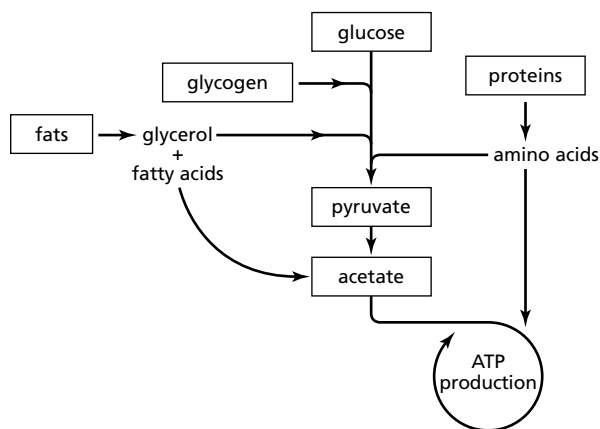 glucose
glycogen
proteins
fats
glycerol
+
fatty acids
amino acids
pyruvate
acetate
ATP
production